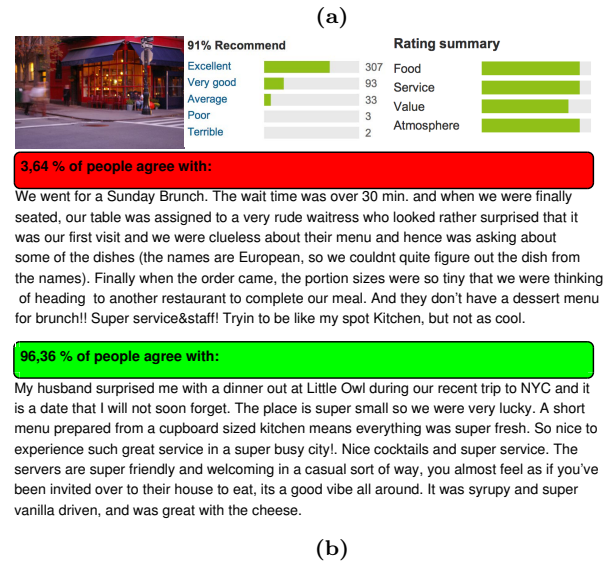 (a)
91% Recommend
Excellent 307
Very good 93
Average 33
Poor 3
Terrible 2
Rating summary
Food
Service
Value
Atmosphere
3,64 % of people agree with:
We went for a Sunday Brunch. The wait time was over 30 min. and when we were finally
seated, our table was assigned to a very rude waitress who looked rather surprised that it
was our first visit and we were clueless about their menu and hence was asking about
some of the dishes (the names are European, so we couldnt quite figure out the dish from
the names). Finally when the order came, the portion sizes were so tiny that we were thinking
of heading to another restaurant to complete our meal. And they don't have a dessert menu
for brunch!! Super service&staff! Tryin to be like my spot Kitchen, but not as cool.
96,36 % of people agree with:
My husband surprised me with a dinner out at Little Owl during our recent trip to NYC and it
is a date that I will not soon forget. The place is super small so we were very lucky. A short
menu prepared from a cupboard sized kitchen means everything was super fresh. So nice to
experience such great service in a super busy city!. Nice cocktails and super service. The
servers are super friendly and welcoming in a casual sort of way, you almost feel as if you've
been invited over to their house to eat, its a good vibe all around. It was syrupy and super
vanilla driven, and was great with the cheese.
(b)